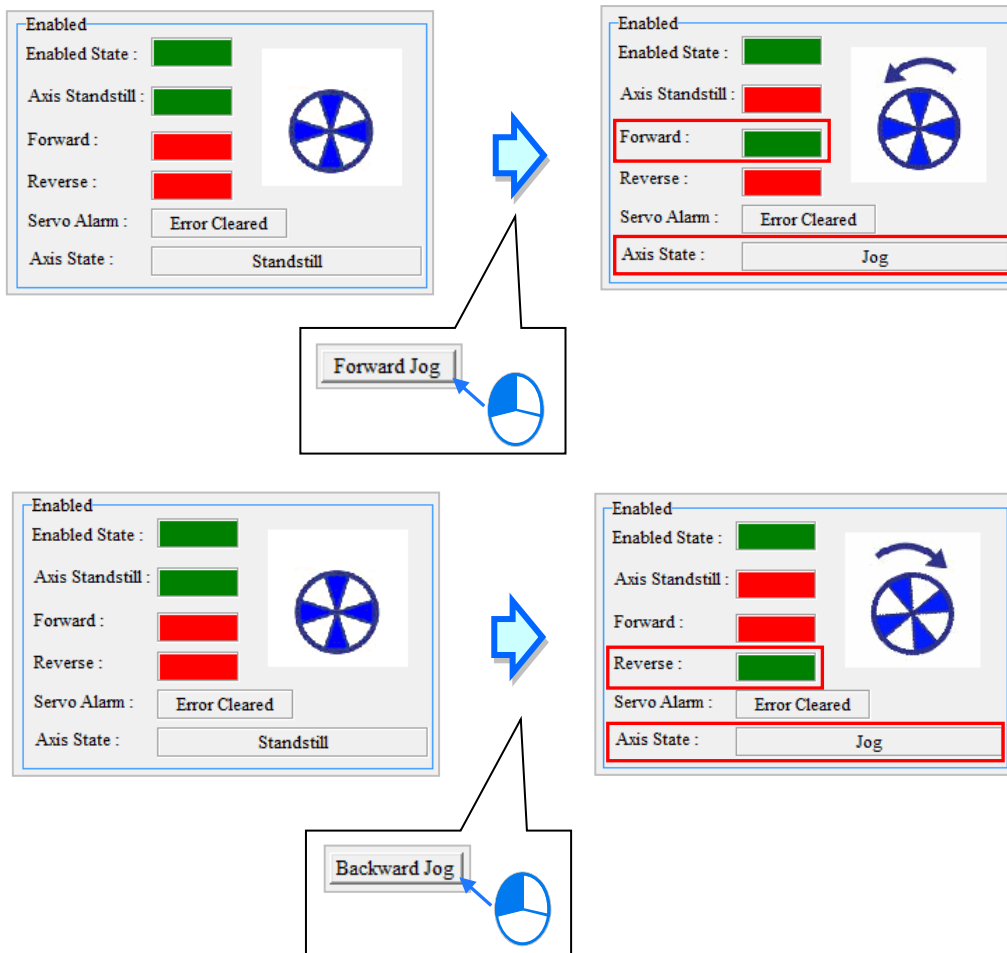 Enabled
Enabled State :
Axis Standstill :
Forward :
Reverse :
Servo Alarm : Error Cleared
Axis State : Standstill
Enabled
Enabled State :
Axis Standstill :
Forward :
Reverse :
Servo Alarm : Error Cleared
Axis State : Jog
Forward Jog
Enabled
Enabled State :
Axis Standstill :
Forward :
Reverse :
Servo Alarm : Error Cleared
Axis State : Standstill
Enabled
Enabled State :
Axis Standstill :
Forward :
Reverse :
Servo Alarm : Error Cleared
Axis State : Jog
Backward Jog